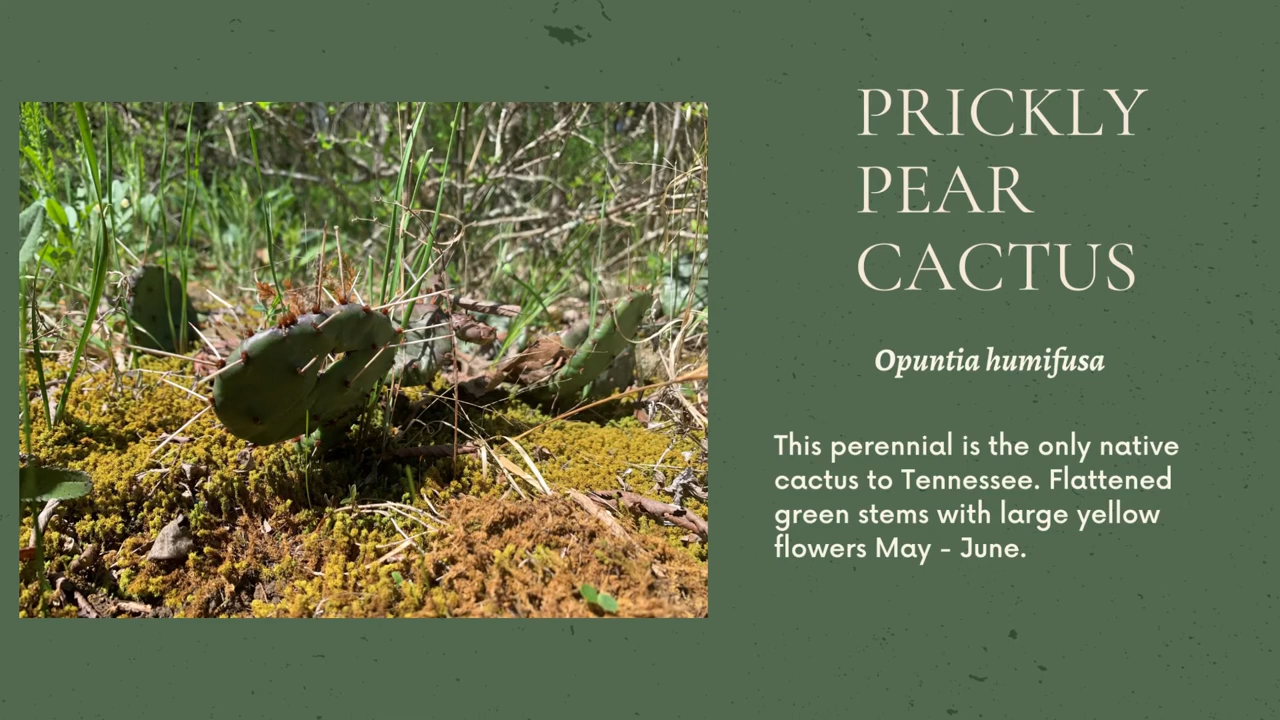 PRICKLY
PEAR
CACTUS
Opuntia humifusa
This perennial is the only native
cactus to Tennessee. Flattened
green stems with large yellow
flowers May - June.